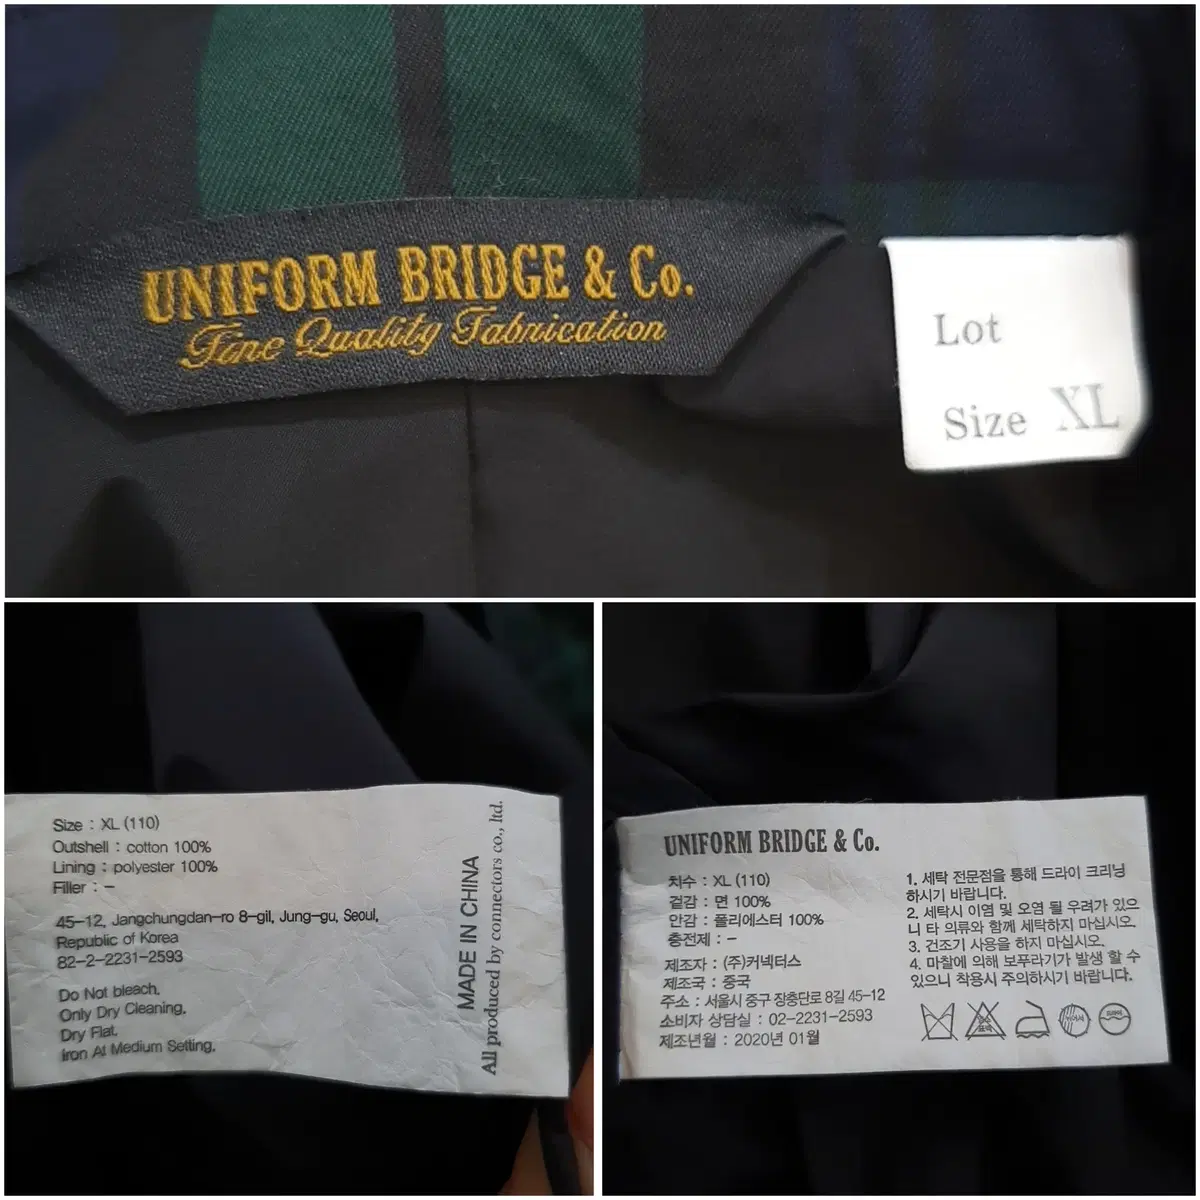 UNIFORM BRIDGE & Co.
Fine Quality Fabrication
Lot
Size XL
Size : XL (110)
Outshell : cotton 100%
Lining : polyester 100%
Filler : -
45-12, Jangchungdan-ro 8-gil, Jung-gu, Seoul,
Republic of Korea
82-2-2231-2593
Do Not bleach,
Only Dry Cleaning,
Dry Flat,
Iron At Medium Setting,
MADE IN CHINA
All produced by connectors co., ltd.
UNIFORM BRIDGE & Co.
치수 : XL (110)
겉감 : 면 100%
안감 : 폴리에스터 100%
충전제 : -
제조자 : (주)커넥터스
제조국 : 중국
주소 : 서울시 중구 장충단로 8길 45-12
소비자 상담실 : 02-2231-2593
제조년월 : 2020년 01월
1. 세탁 전문점을 통해 드라이 크리닝
하시기 바랍니다.
2. 세탁시 이염 및 오염 될 우려가 있으
니 타 의류와 함께 세탁하지 마십시오.
3. 건조기 사용을 하지 마십시오.
4. 마찰에 의해 보푸라기가 발생 할 수
있으니 착용시 주의하시기 바랍니다.